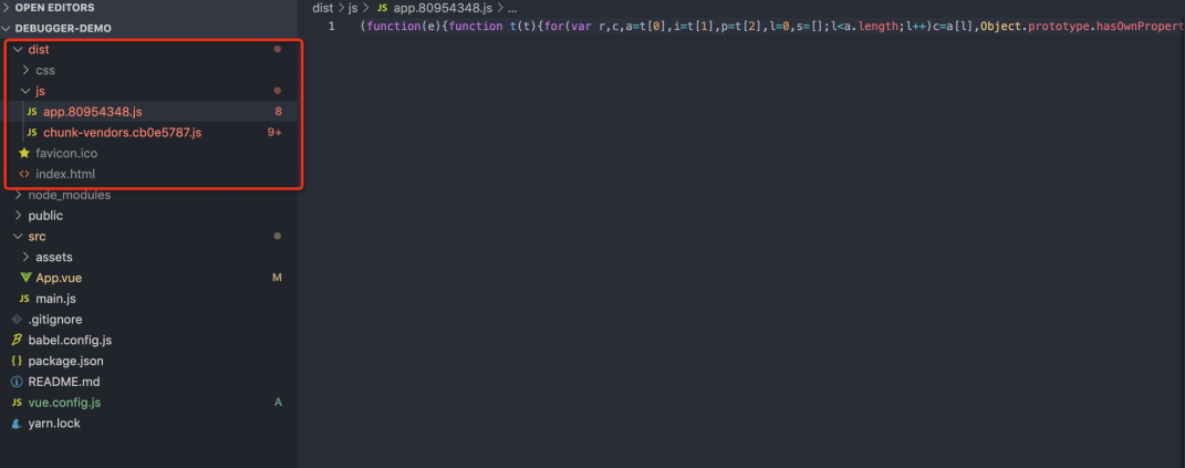 OPEN EDITORS
dist > js > JS app.80954348.js > ...
DEBUGGER-DEMO
1 (function(e){function t(t){for(var r,c,a=t[0],i=t[1],p=t[2],l=0,s=[];l<a.length;l++)c=a[l],Object.prototype.hasOwnPropert
dist
css
js
JS app.80954348.js 8
JS chunk-vendors.cb0e5787.js 9+
favicon.ico
<> index.html
node_modules
public
src
assets
App.vue M
JS main.js
.gitignore
babel.config.js
{} package.json
README.md
JS vue.config.js A
yarn.lock